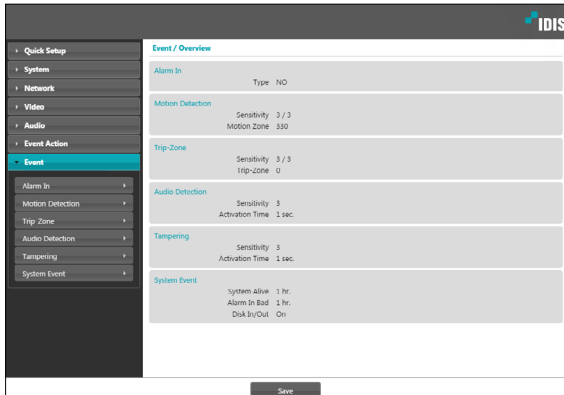 IDIS
Quick Setup
System
Network
Video
Audio
Event Action
Event
Alarm In
Motion Detection
Trip Zone
Audio Detection
Tampering
System Event
Event / Overview
Alarm In
Type NO
Motion Detection
Sensitivity 3 / 3
Motion Zone 330
Trip-Zone
Sensitivity 3 / 3
Trip-Zone 0
Audio Detection
Sensitivity 3
Activation Time 1 sec.
Tampering
Sensitivity 3
Activation Time 1 sec.
System Event
System Alive 1 hr.
Alarm In Bad 1 hr.
Disk In/Out On
Save